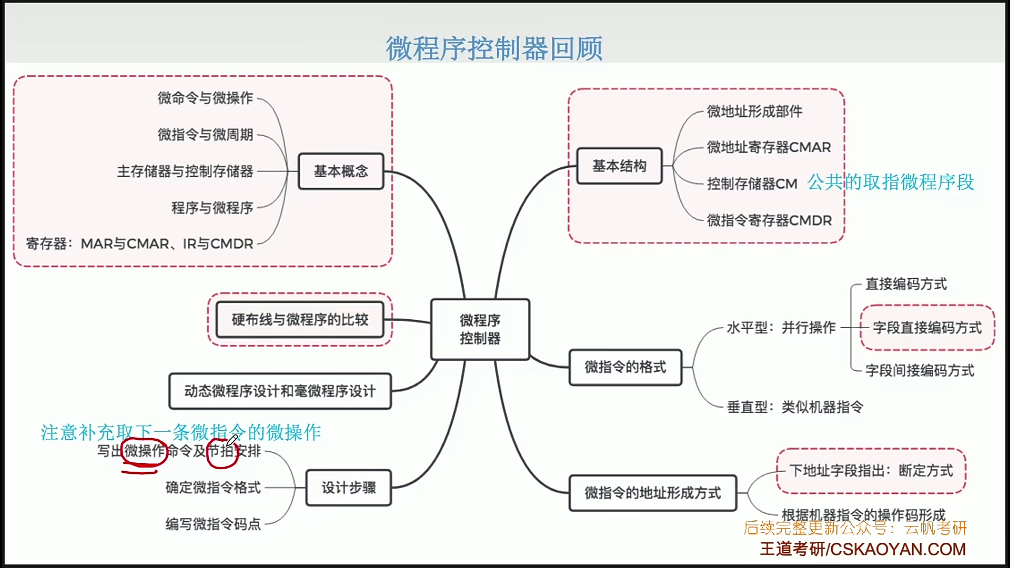 微程序控制器回顾
微命令与微操作
微指令与微周期
主存储器与控制存储器
程序与微程序
寄存器：MAR与CMAR、IR与CMDR
基本概念
硬布线与微程序的比较
动态微程序设计和毫微程序设计
注意补充取下一条微指令的微操作
写出微操作命令及节拍安排
确定微指令格式
编写微指令码点
设计步骤
微程序
控制器
基本结构
微地址形成部件
微地址寄存器CMAR
控制存储器CM 公共的取指微程序段
微指令寄存器CMDR
微指令的格式
水平型：并行操作
直接编码方式
字段直接编码方式
字段间接编码方式
垂直型：类似机器指令
微指令的地址形成方式
下地址字段指出：断定方式
根据机器指令的操作码形成
后续完整更新公众号：云帆考研
王道考研/CSKAOYAN.COM